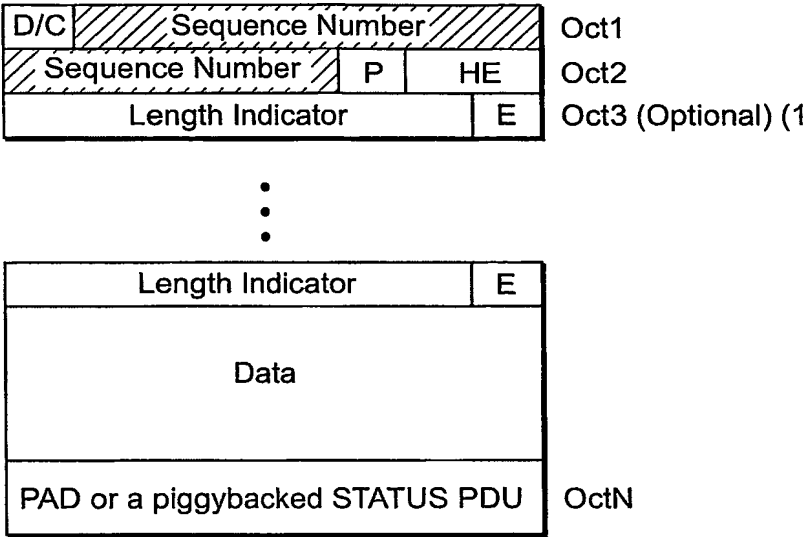 D/C Sequence Number Oct1
Sequence Number P HE Oct2
Length Indicator E Oct3 (Optional) (1
Length Indicator E
Data
PAD or a piggybacked STATUS PDU OctN